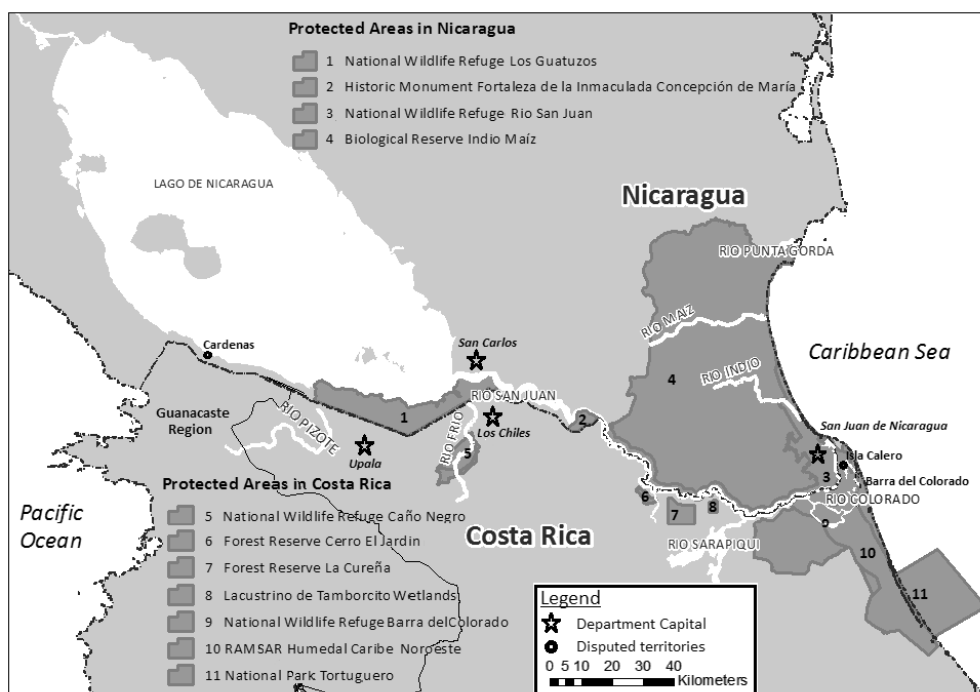 Protected Areas in Nicaragua
1 National Wildlife Refuge Los Guatuzos
2 Historic Monument Fortaleza de la Inmaculada Concepción de María
3 National Wildlife Refuge Rio San Juan
4 Biological Reserve Indio Maíz
LAGO DE NICARAGUA
Nicaragua
RIO PUNTA GORDA
RIO MAIZ
Cardenas
San Carlos
Caribbean Sea
RIO INDIO
4
Guanacaste
Region
RIO PIZOTE
1
RIO SAN JUAN
2
Los Chiles
RIO FRIO
5
Upala
San Juan de Nicaragua
Isla Calero
3
Barra del Colorado
RIO COLORADO
6
7
8
9
10
11
RIO SARAPIQUI
Pacific
Ocean
Costa Rica
Protected Areas in Costa Rica
5 National Wildlife Refuge Caño Negro
6 Forest Reserve Cerro El Jardin
7 Forest Reserve La Cureña
8 Lacustrino de Tamborcito Wetlands
9 National Wildlife Refuge Barra del Colorado
10 RAMSAR Humedal Caribe Noroeste
11 National Park Tortuguero
Legend
Department Capital
Disputed territories
0 5 10 20 30 40
Kilometers